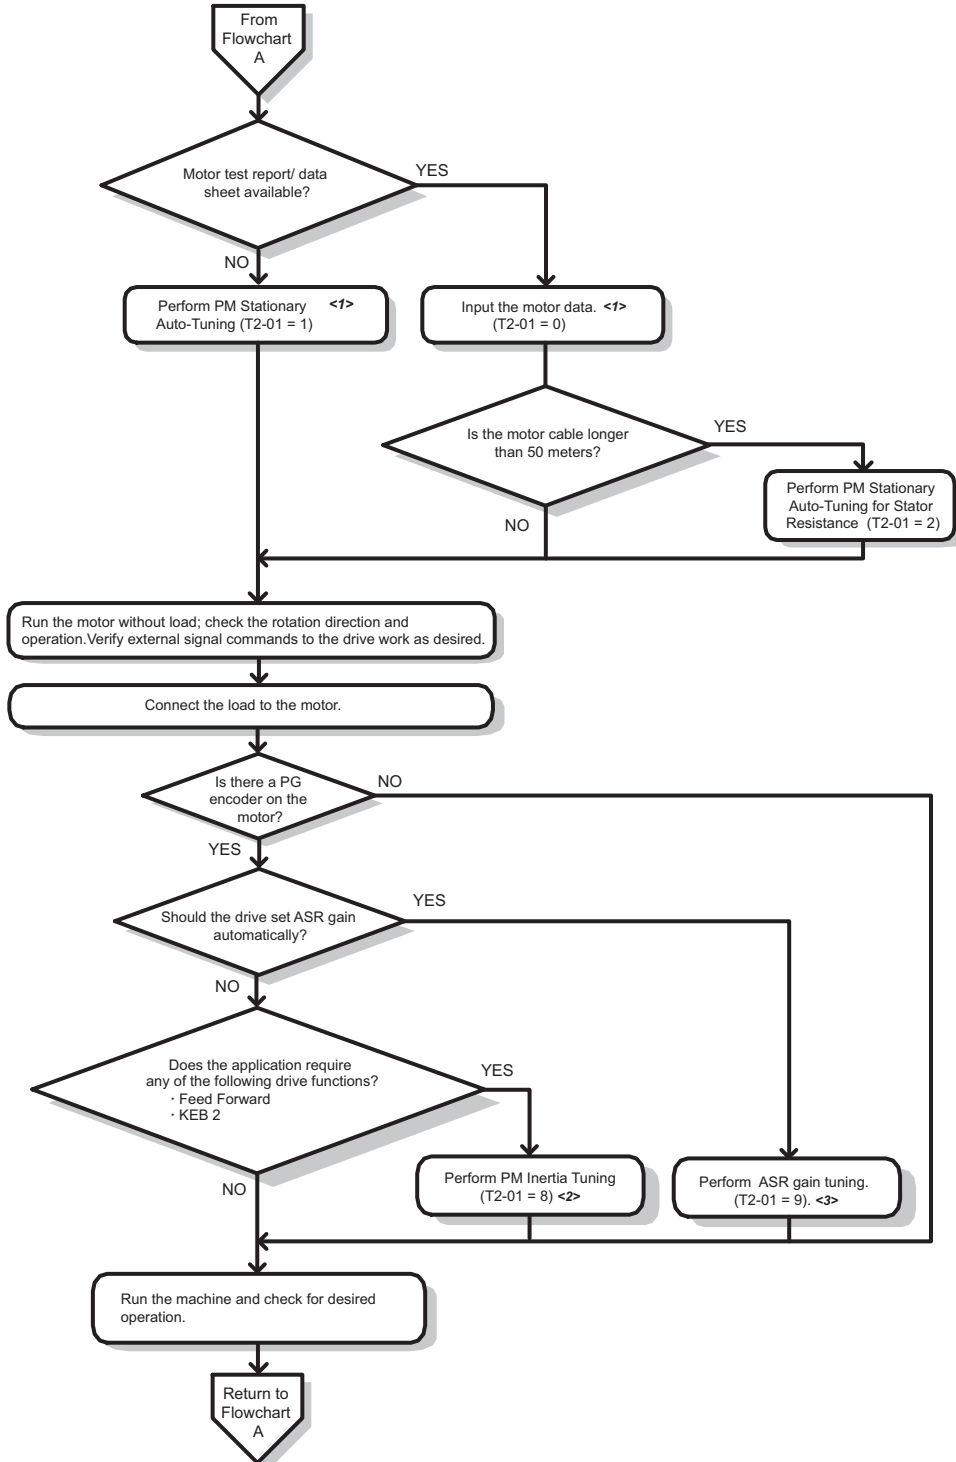 From
Flowchart
A
Motor test report/ data
sheet available?
YES
NO
Perform PM Stationary <1>
Auto-Tuning (T2-01 = 1)
Input the motor data. <1>
(T2-01 = 0)
Is the motor cable longer
than 50 meters?
YES
NO
Perform PM Stationary
Auto-Tuning for Stator
Resistance (T2-01 = 2)
Run the motor without load; check the rotation direction and
operation.Verify external signal commands to the drive work as desired.
Connect the load to the motor.
Is there a PG
encoder on the
motor?
NO
YES
Should the drive set ASR gain
automatically?
YES
NO
Does the application require
any of the following drive functions?
· Feed Forward
· KEB 2
YES
NO
Perform PM Inertia Tuning
(T2-01 = 8) <2>
Perform ASR gain tuning.
(T2-01 = 9). <3>
Run the machine and check for desired
operation.
Return to
Flowchart
A